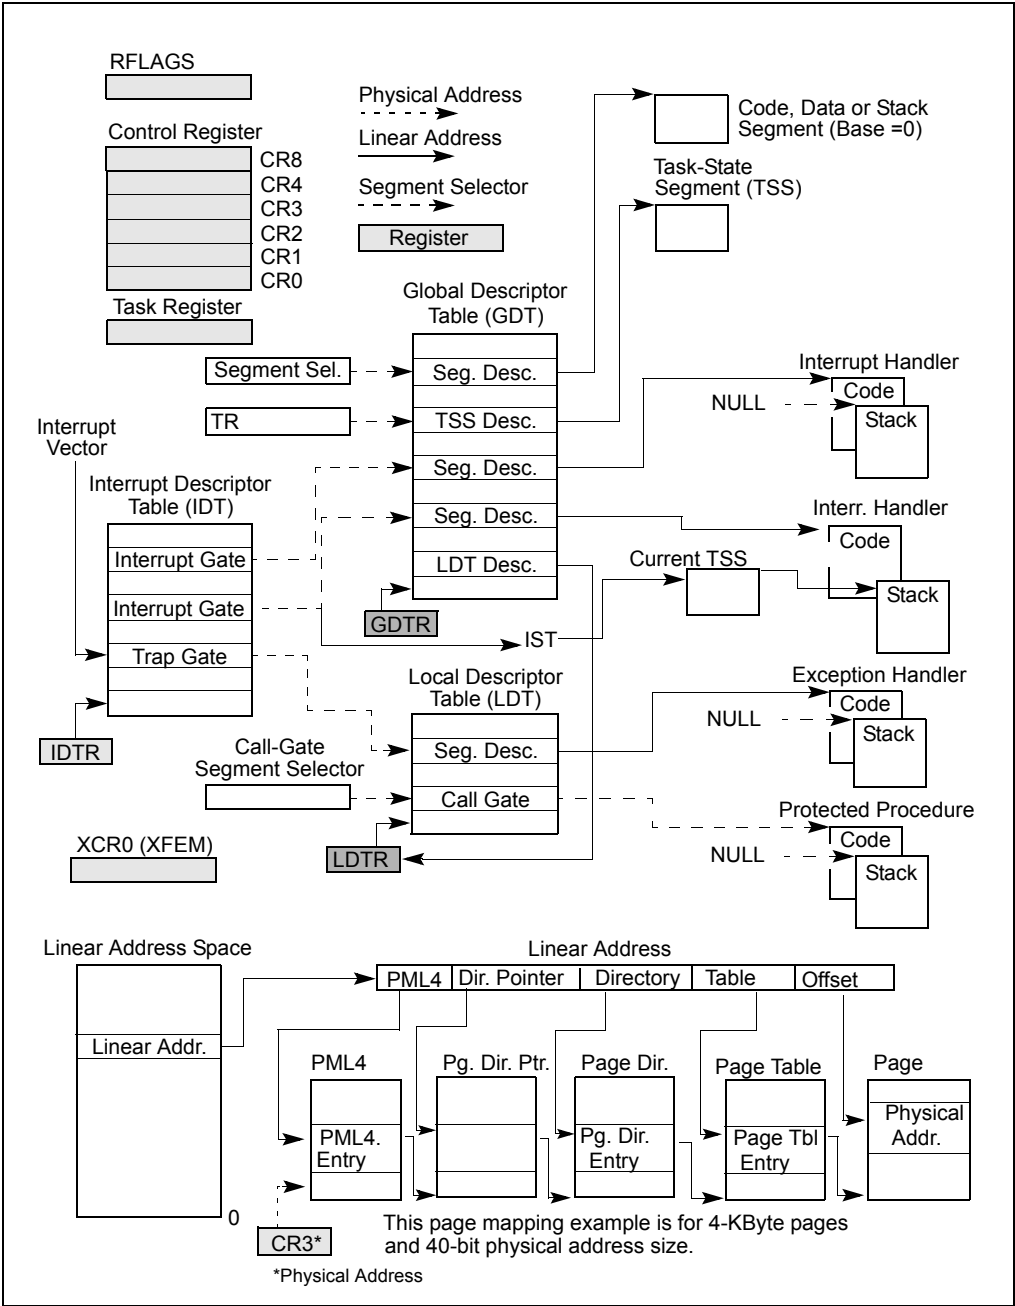 RFLAGS
Control Register
CR8
CR4
CR3
CR2
CR1
CR0
Task Register
Physical Address
Linear Address
Segment Selector
Register
Code, Data or Stack
Segment (Base =0)
Task-State
Segment (TSS)
Global Descriptor
Table (GDT)
Segment Sel.
Seg. Desc.
TR
TSS Desc.
Seg. Desc.
Seg. Desc.
LDT Desc.
GDTR
Interrupt Handler
Code
NULL
Stack
Interrupt
Vector
Interrupt Descriptor
Table (IDT)
Interrupt Gate
Interrupt Gate
Trap Gate
IDTR
Interr. Handler
Code
Current TSS
Stack
IST
Local Descriptor
Table (LDT)
Seg. Desc.
Call Gate
Call-Gate
Segment Selector
LDTR
XCR0 (XFEM)
Exception Handler
Code
NULL
Stack
Protected Procedure
Code
NULL
Stack
Linear Address Space
Linear Addr.
0
Linear Address
PML4
Dir. Pointer
Directory
Table
Offset
PML4
PML4.
Entry
Pg. Dir. Ptr.
Page Dir.
Pg. Dir.
Entry
Page Table
Page Tbl
Entry
Page
Physical
Addr.
CR3*
*Physical Address
This page mapping example is for 4-KByte pages
and 40-bit physical address size.